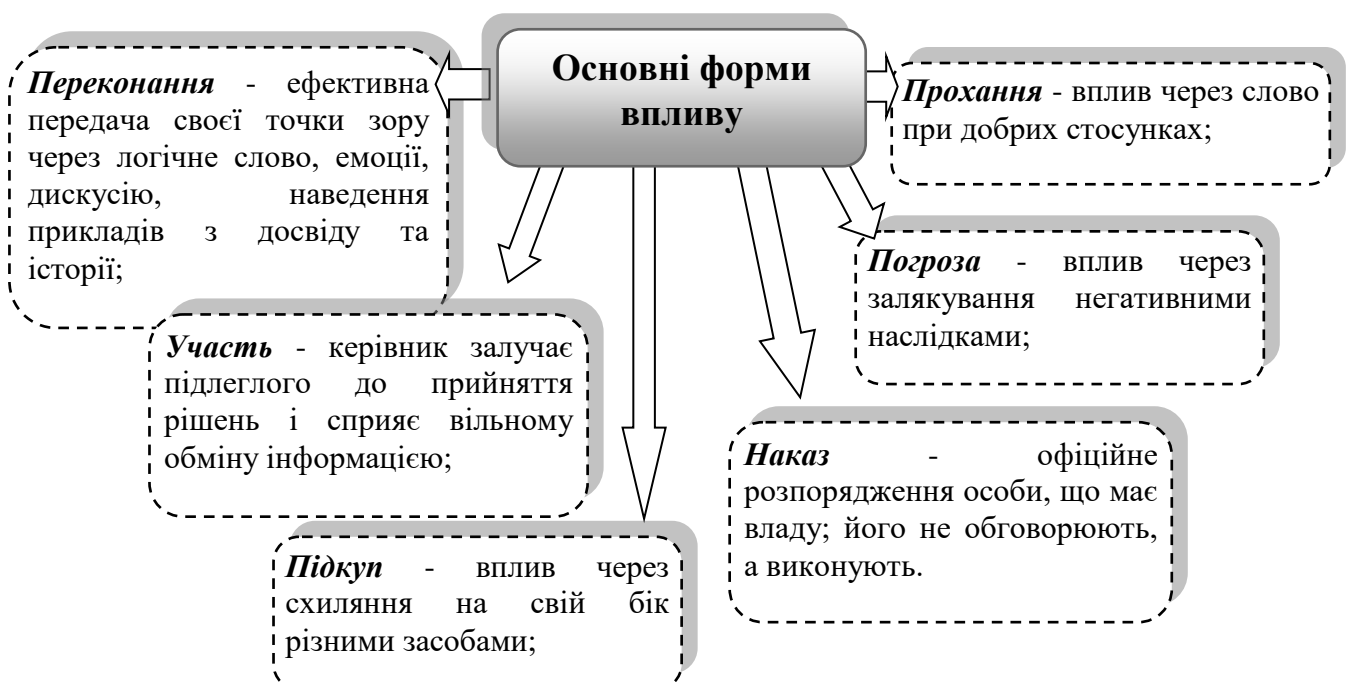 Основні форми
впливу
Переконання - ефективна
передача своєї точки зору
через логічне слово, емоції,
дискусію, наведення
прикладів з досвіду та
історії;
Прохання - вплив через слово
при добрих стосунках;
Погроза - вплив через
залякування негативними
наслідками;
Участь - керівник залучає
підлеглого до прийняття
рішень і сприяє вільному
обміну інформацією;
Наказ - офіційне
розпорядження особи, що має
владу; його не обговорюють,
а виконують.
Підкуп - вплив через
схиляння на свій бік
різними засобами;